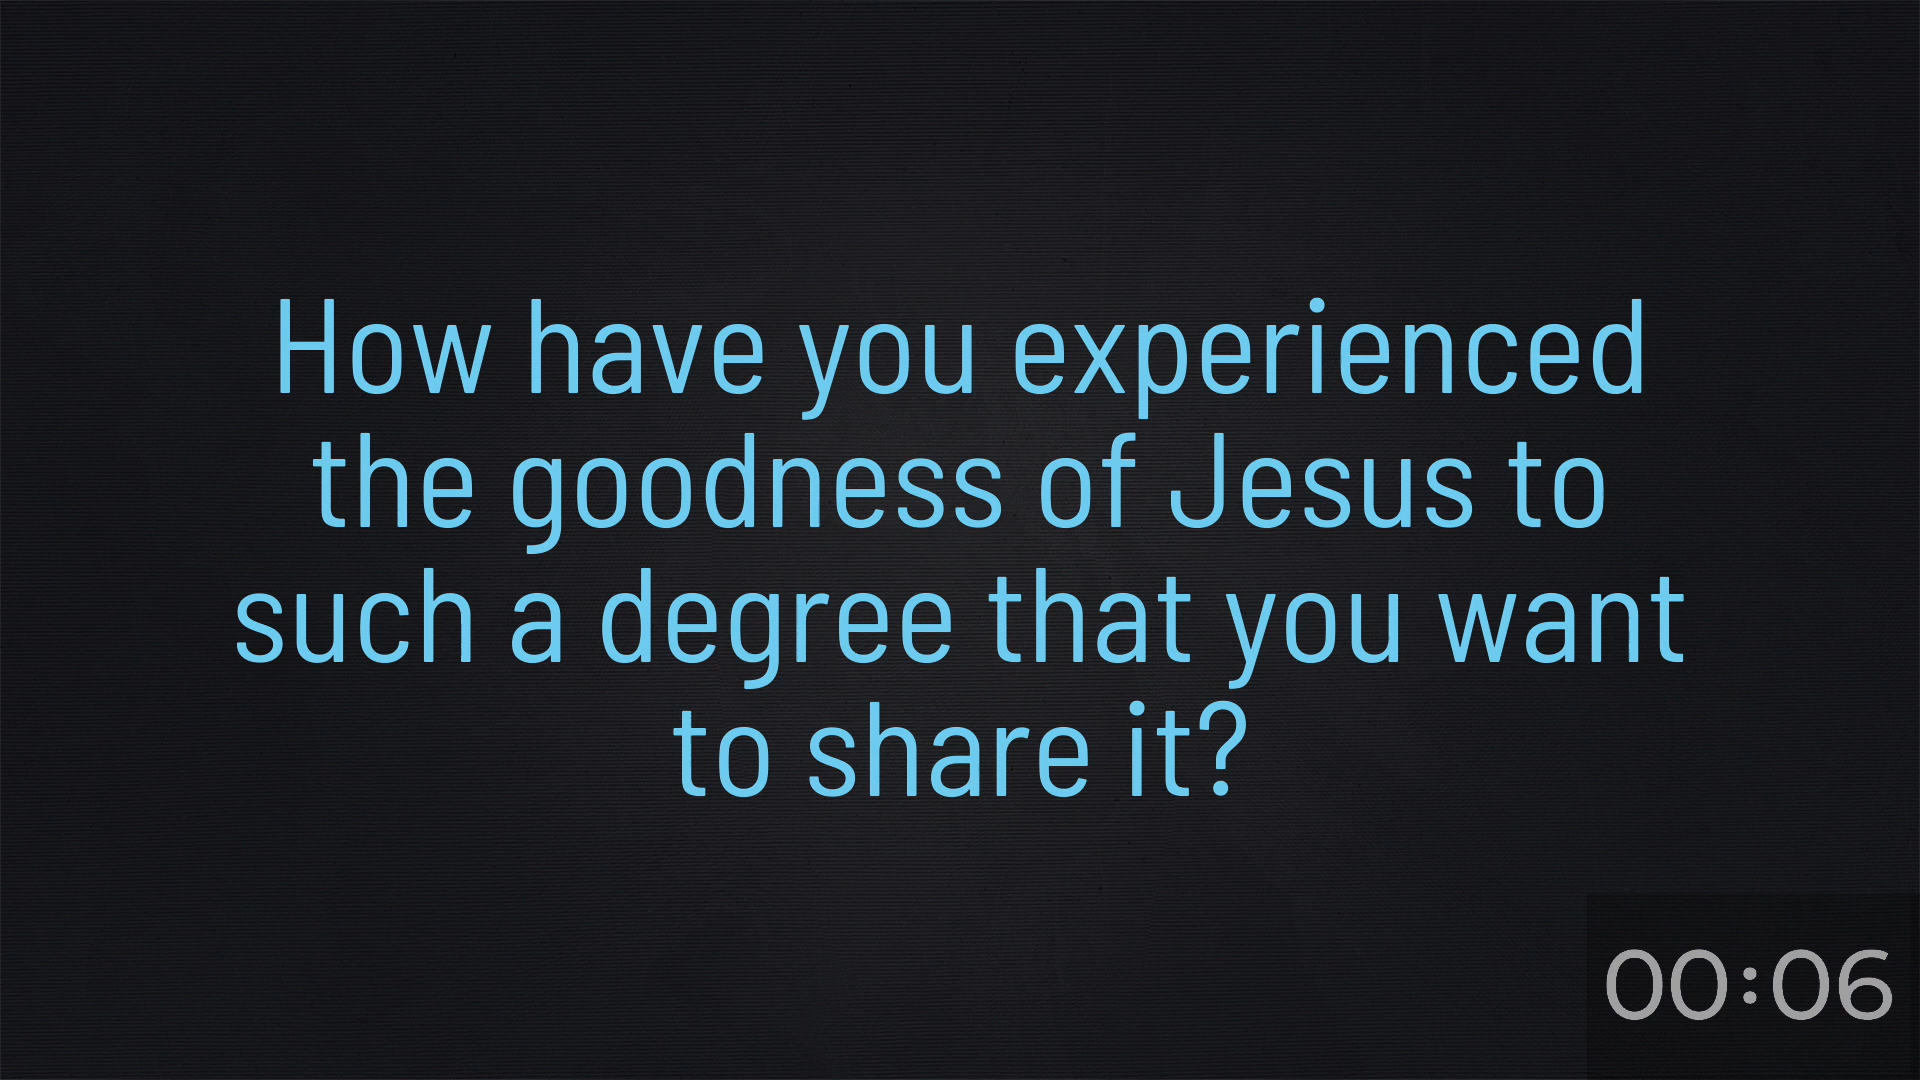 How have you experienced
the goodness of Jesus to
such a degree that you want
to share it?
00:06